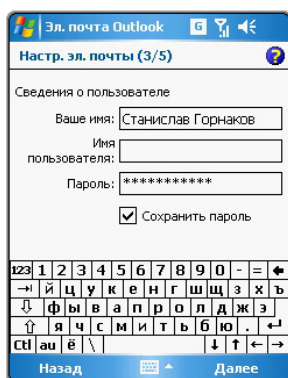 Эл. почта Outlook G
Настр. эл. почты (3/5) ?
Сведения о пользователе
Ваше имя: Станислав Горнаков
Имя
пользователя:
Пароль: ***********
Сохранить пароль
123 1 2 3 4 5 6 7 8 9 0 - =
й ц у к е н г ш щ з х ъ
ф ы в а п р о л д ж э
я ч с м и т ь б ю .
Ctl aü ё \
Назад Далее